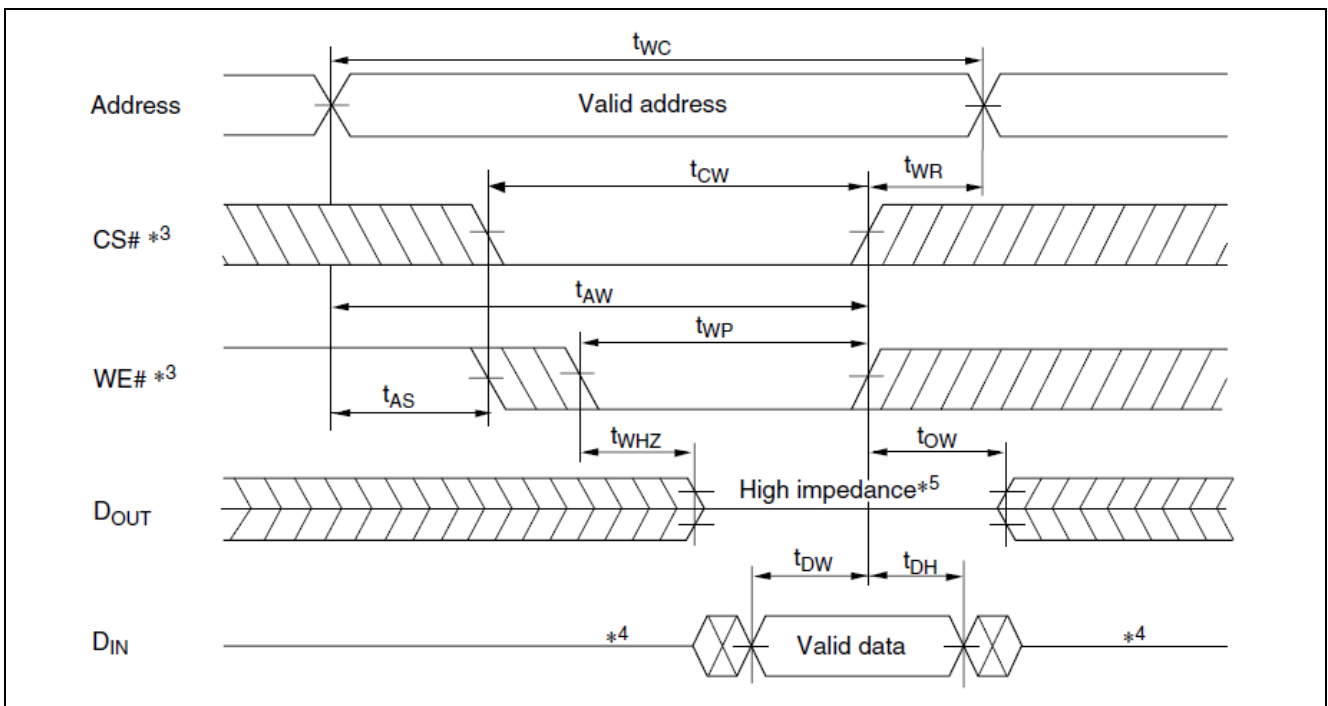 tWC
Address
Valid address
tCW
tWR
CS# *3
tAW
tWP
WE# *3
tAS
tWHZ
tOW
High impedance*5
DOUT
tDW
tDH
DIN
*4
Valid data
*4